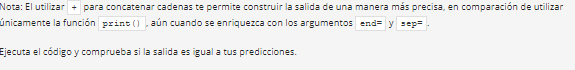 Nota: El utilizar + para concatenar cadenas te permite construir la salida de una manera más precisa, en comparación de utilizar
únicamente la función print() , aún cuando se enriquezca con los argumentos end= y sep= .
Ejecuta el código y comprueba si la salida es igual a tus predicciones.